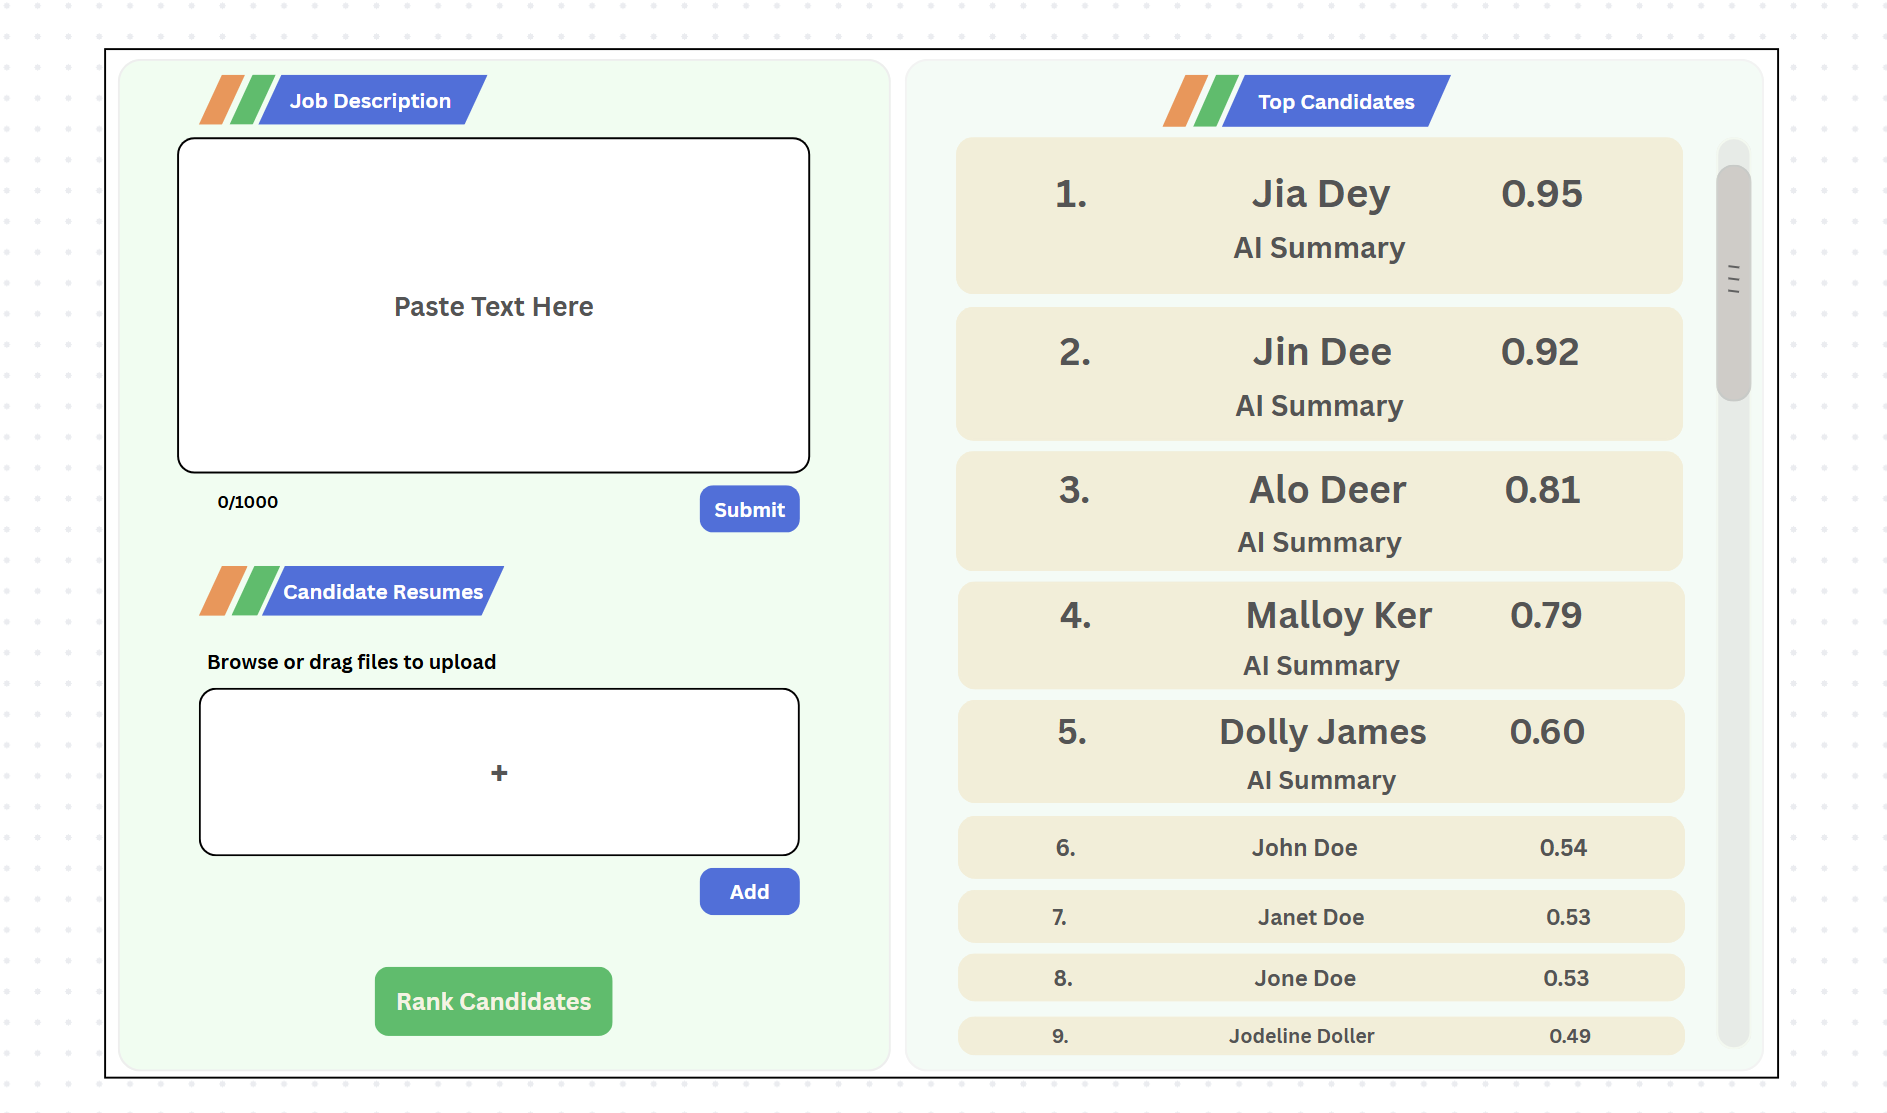 Job Description
Paste Text Here
0/1000
Submit
Candidate Resumes
Browse or drag files to upload
+
Add
Rank Candidates
Top Candidates
1. Jia Dey 0.95
AI Summary
2. Jin Dee 0.92
AI Summary
3. Alo Deer 0.81
AI Summary
4. Malloy Ker 0.79
AI Summary
5. Dolly James 0.60
AI Summary
6. John Doe 0.54
7. Janet Doe 0.53
8. Jone Doe 0.53
9. Jodeline Doller 0.49